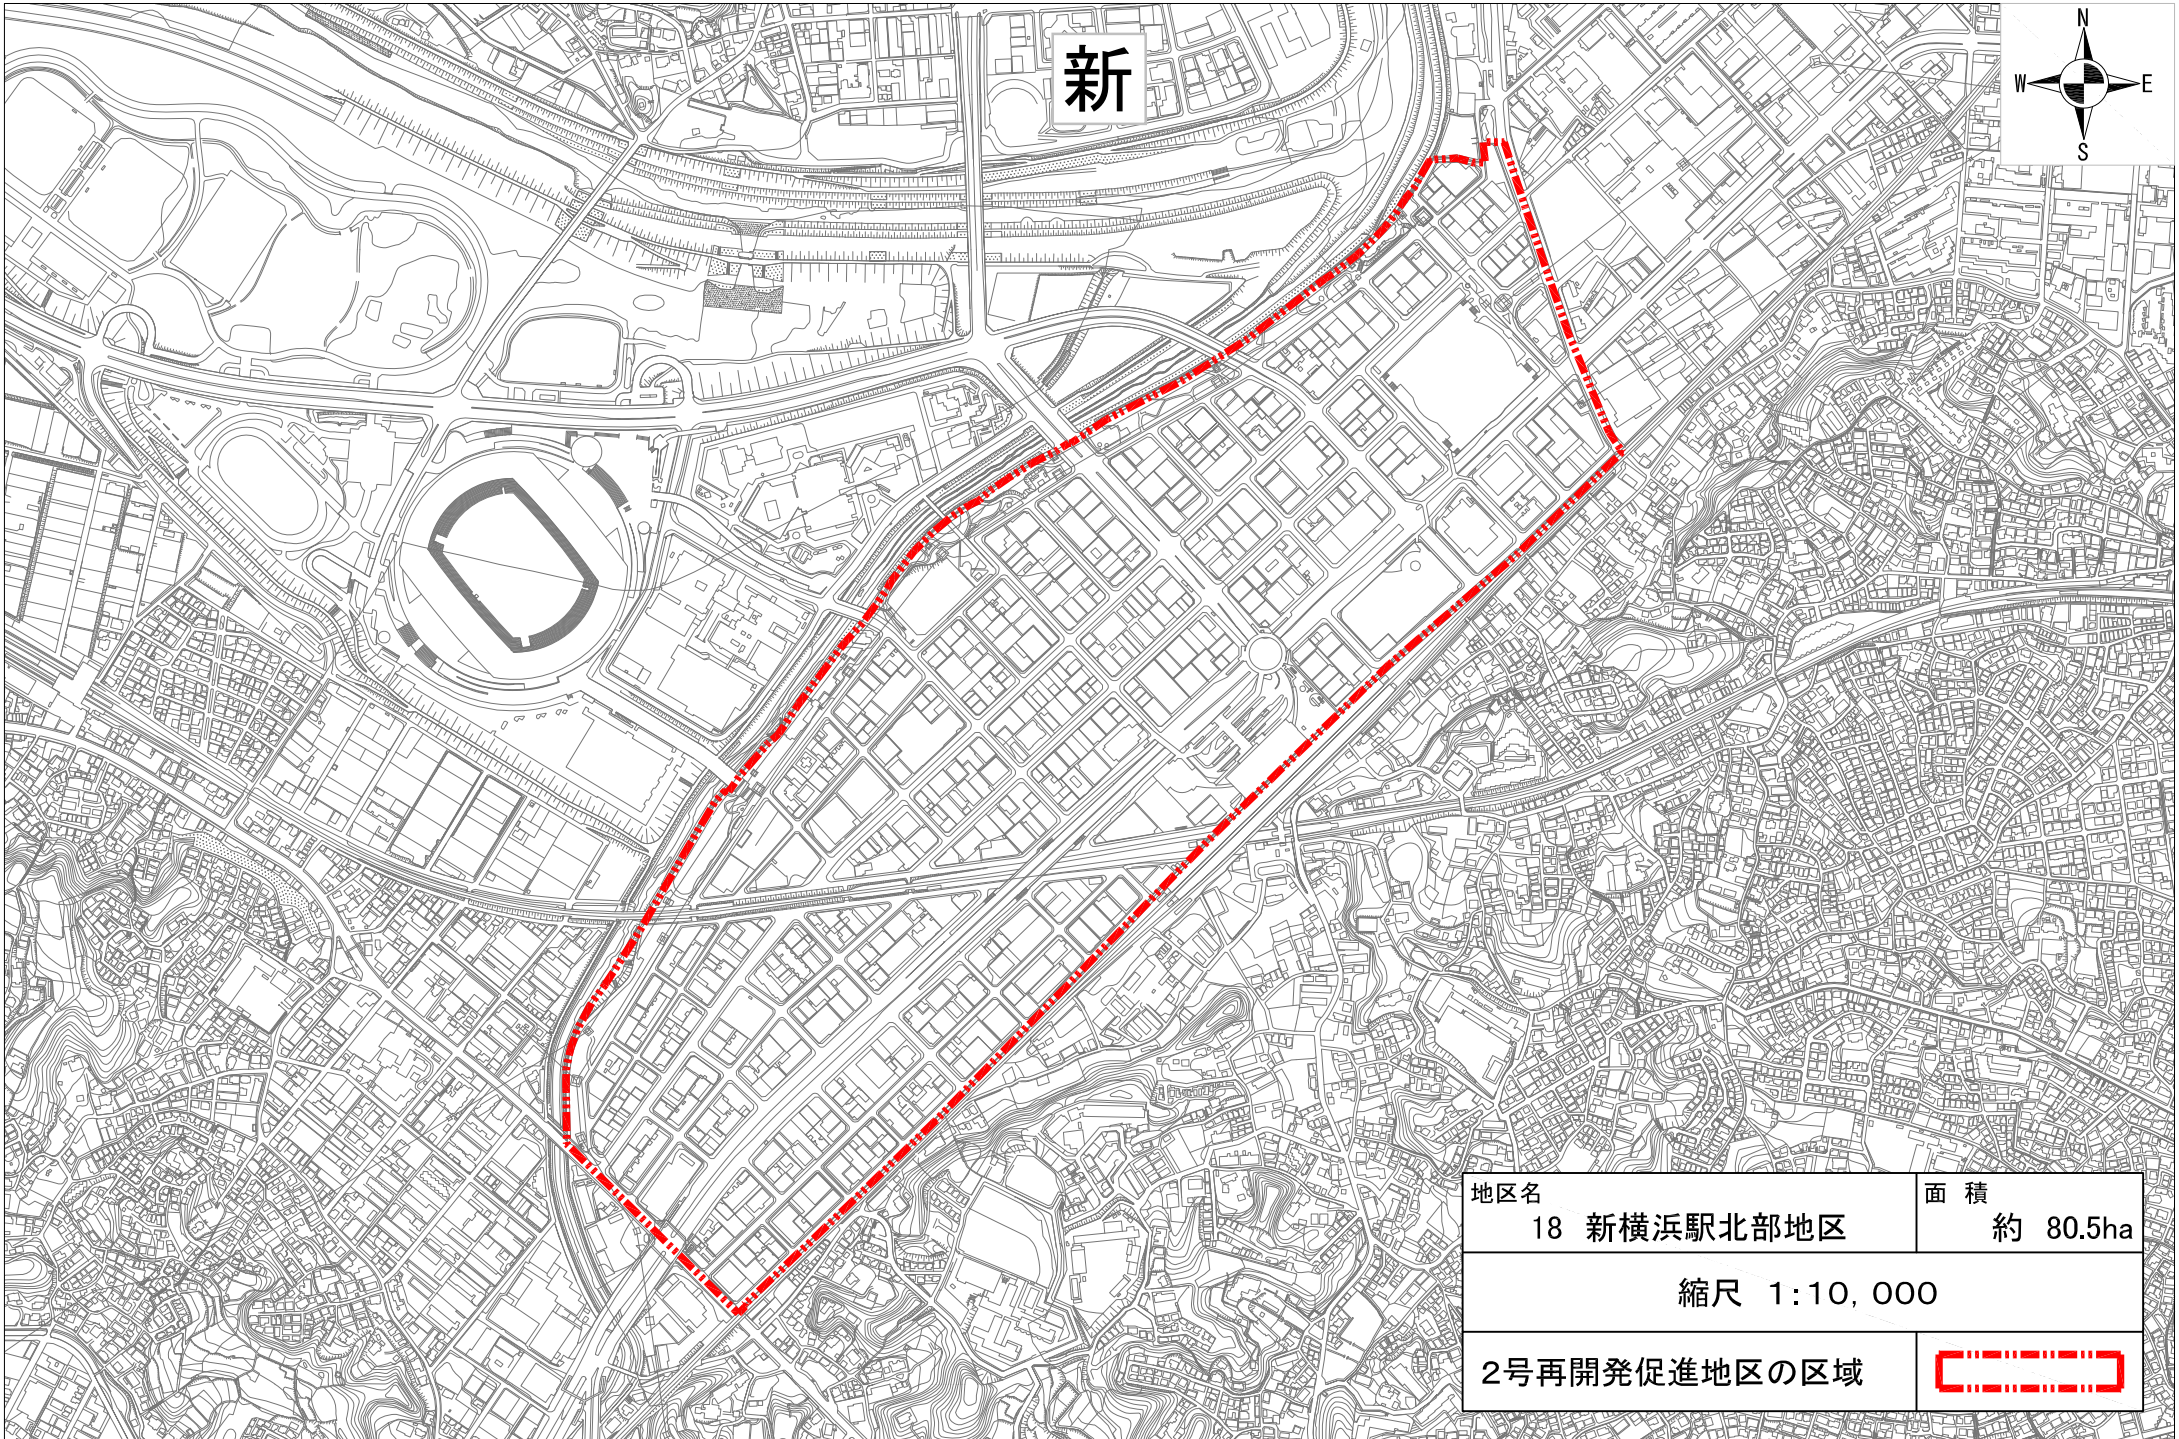 新
N
W E
S
地区名
18 新横浜駅北部地区
面 積
約 80.5ha
縮尺 1:10,000
2号再開発促進地区の区域